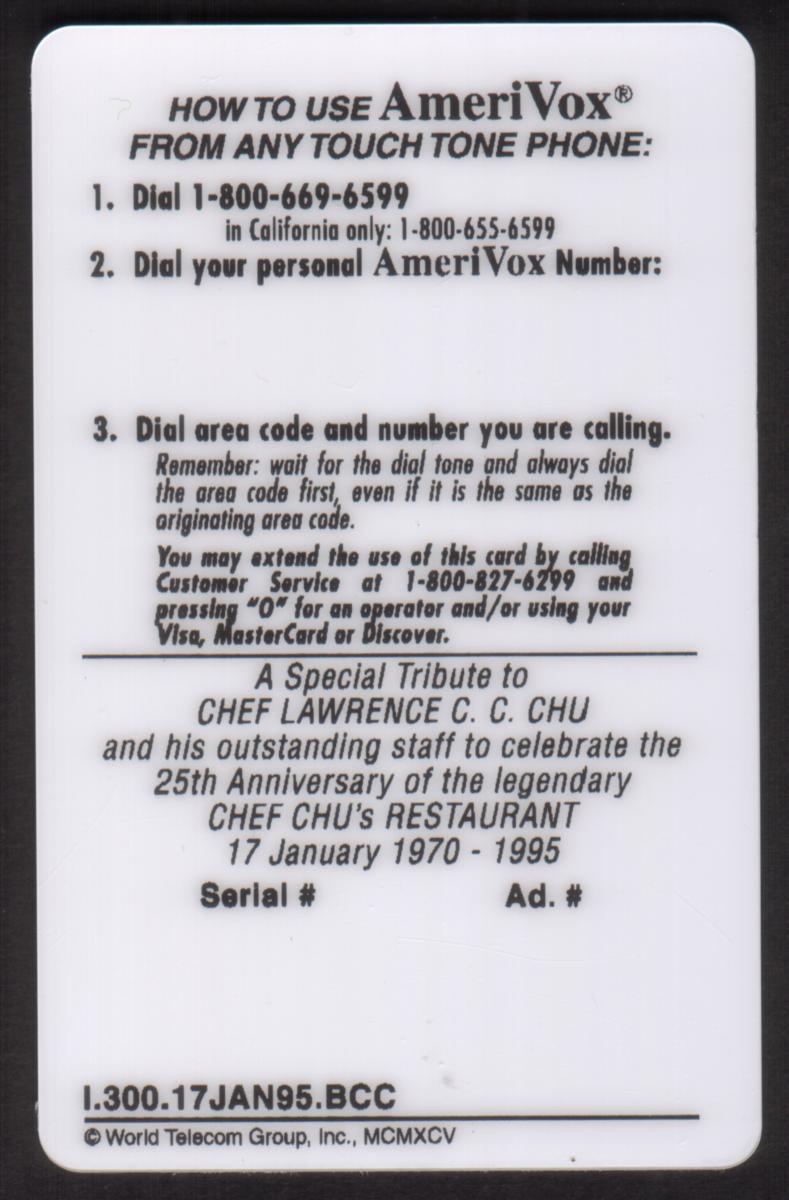 HOW TO USE AmeriVox®
FROM ANY TOUCH TONE PHONE:
1. Dial 1-800-669-6599
in California only: 1-800-655-6599
2. Dial your personal AmeriVox Number:
3. Dial area code and number you are calling.
Remember: wait for the dial tone and always dial
the area code first, even if it is the same as the
originating area code.
You may extend the use of this card by calling
Customer Service at 1-800-827-6299 and
pressing "O" for an operator and/or using your
Visa, MasterCard or Discover.
A Special Tribute to
CHEF LAWRENCE C. C. CHU
and his outstanding staff to celebrate the
25th Anniversary of the legendary
CHEF CHU's RESTAURANT
17 January 1970 - 1995
Serial # Ad. #
I.300.17JAN95.BCC
© World Telecom Group, Inc., MCMXCV